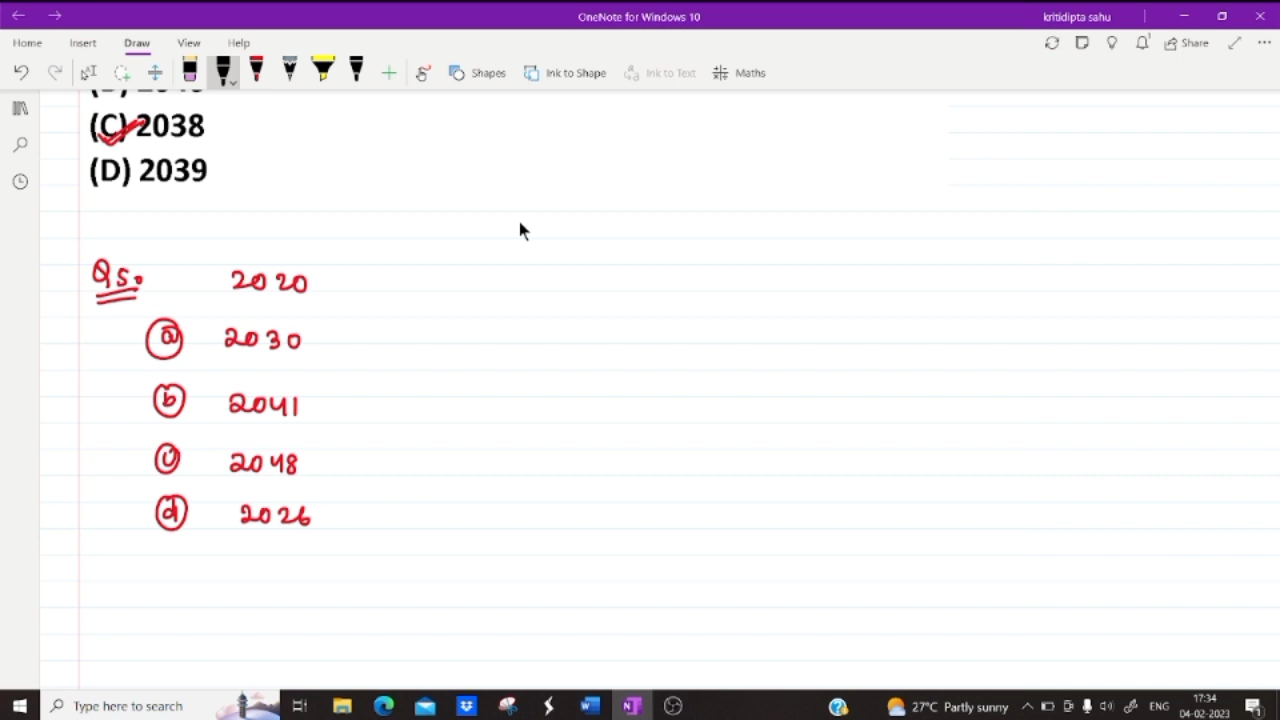 OneNote for Windows 10
kritidipta sahu
Home Insert Draw View Help
Share
Shapes Ink to Shape Ink to Text Maths
(C) 2038
(D) 2039
Qs. 2020
a 2030
b 2041
c 2048
d 2026
Type here to search
27°C Partly sunny
ENG
17:34
04-02-2023